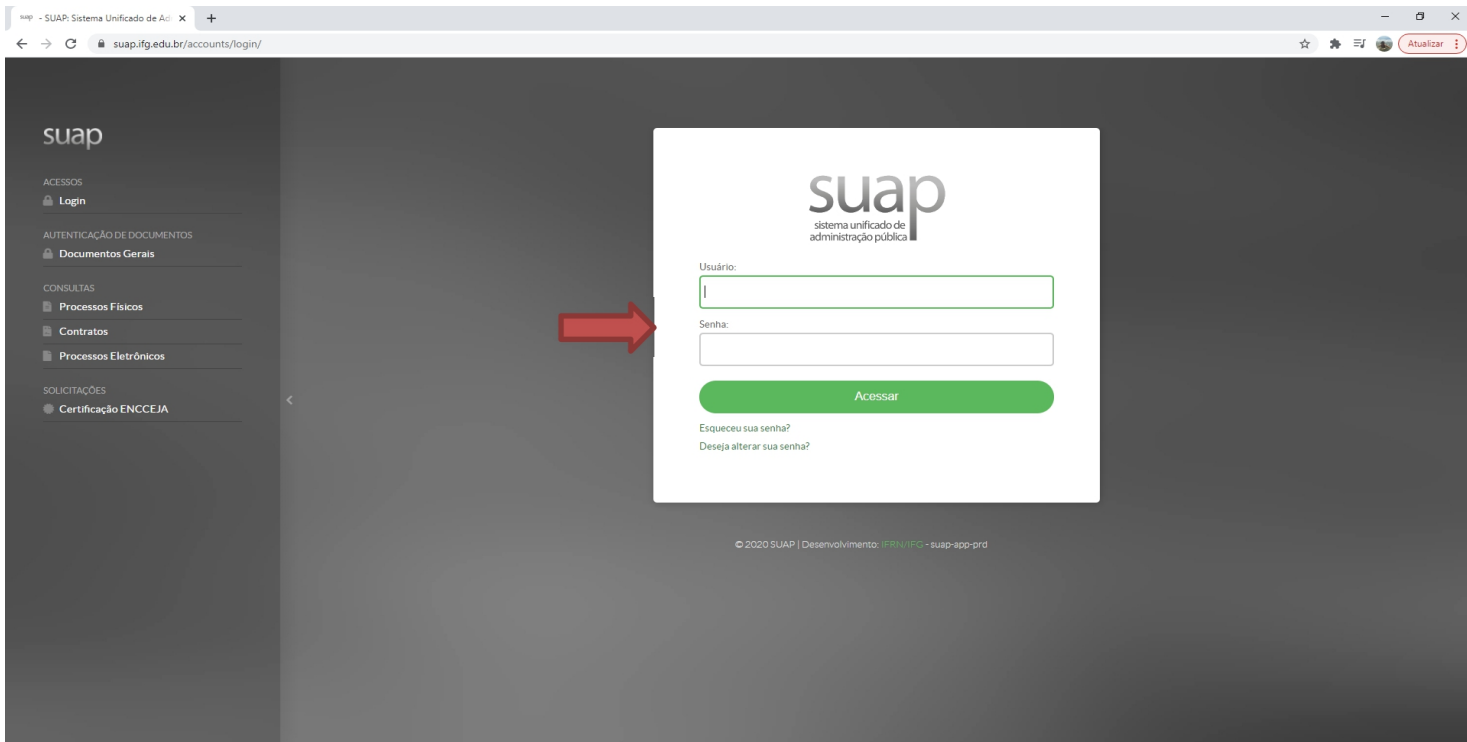 suap - SUAP: Sistema Unificado de Ad
suap.ifg.edu.br/accounts/login/
Atualizar
suap
ACESSOS
Login
AUTENTICAÇÃO DE DOCUMENTOS
Documentos Gerais
CONSULTAS
Processos Físicos
Contratos
Processos Eletrônicos
SOLICITAÇÕES
Certificação ENCCEJA
suap
sistema unificado de
administração pública
Usuário:
Senha:
Acessar
Esqueceu sua senha?
Deseja alterar sua senha?
© 2020 SUAP | Desenvolvimento: IFRN/IFG - suap-app-prd